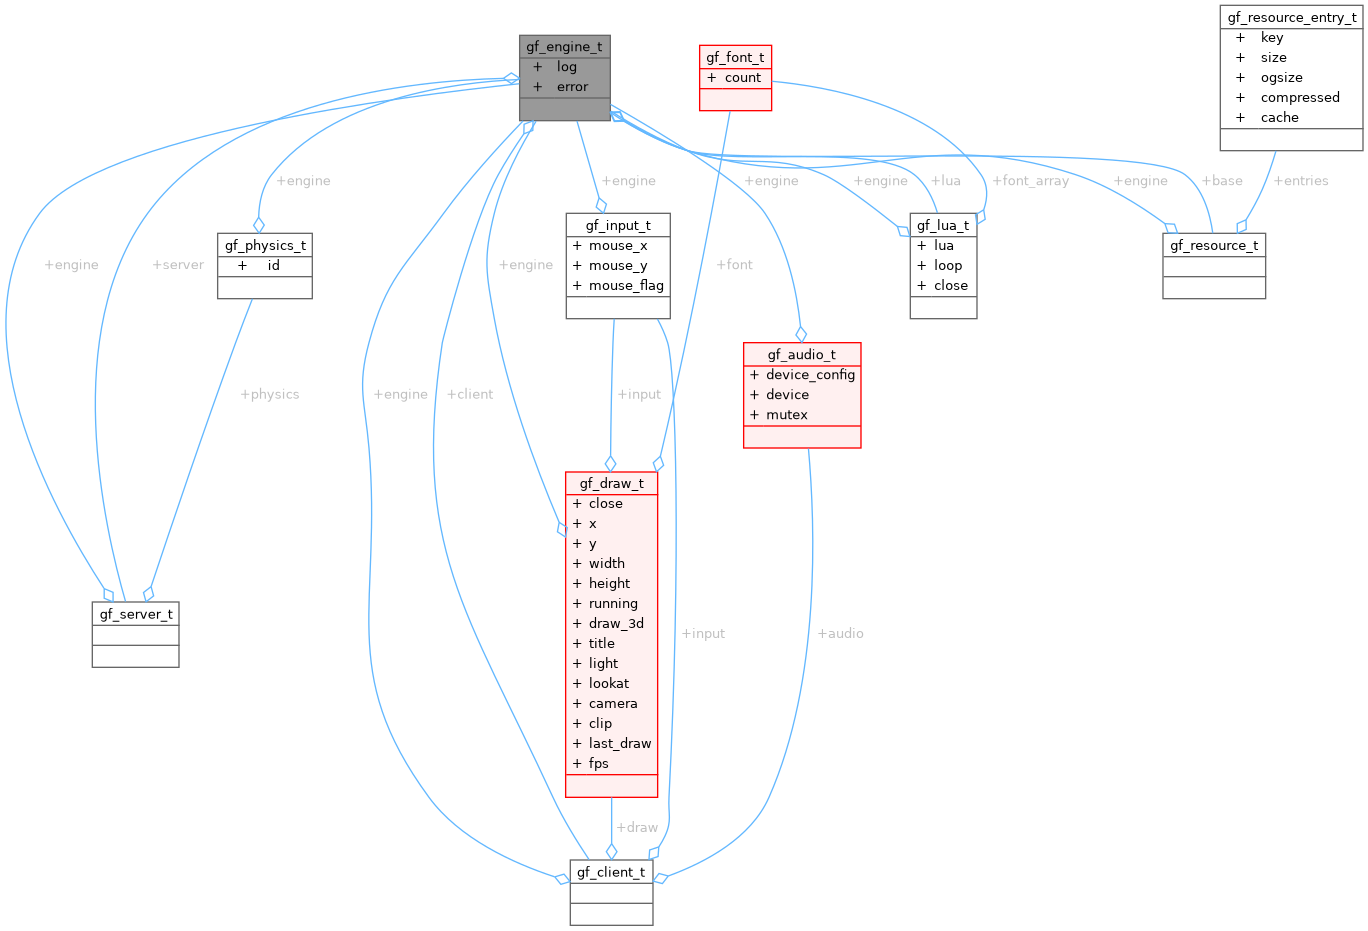 gf_resource_entry_t
+ key
+ size
+ ogsize
+ compressed
+ cache
gf_engine_t
+ log
+ error
gf_font_t
+ count
+engine
+engine
+engine
+engine
+lua
+font_array
+engine
+base
+entries
gf_input_t
+ mouse_x
+ mouse_y
+ mouse_flag
gf_lua_t
+ lua
+ loop
+ close
gf_physics_t
+ id
gf_resource_t
+engine
+server
+engine
+font
gf_audio_t
+ device_config
+ device
+ mutex
+physics
+engine
+client
+input
gf_draw_t
+ close
+ x
+ y
+ width
+ height
+ running
+ draw_3d
+ title
+ light
+ lookat
+ camera
+ clip
+ last_draw
+ fps
gf_server_t
+input
+audio
+draw
gf_client_t